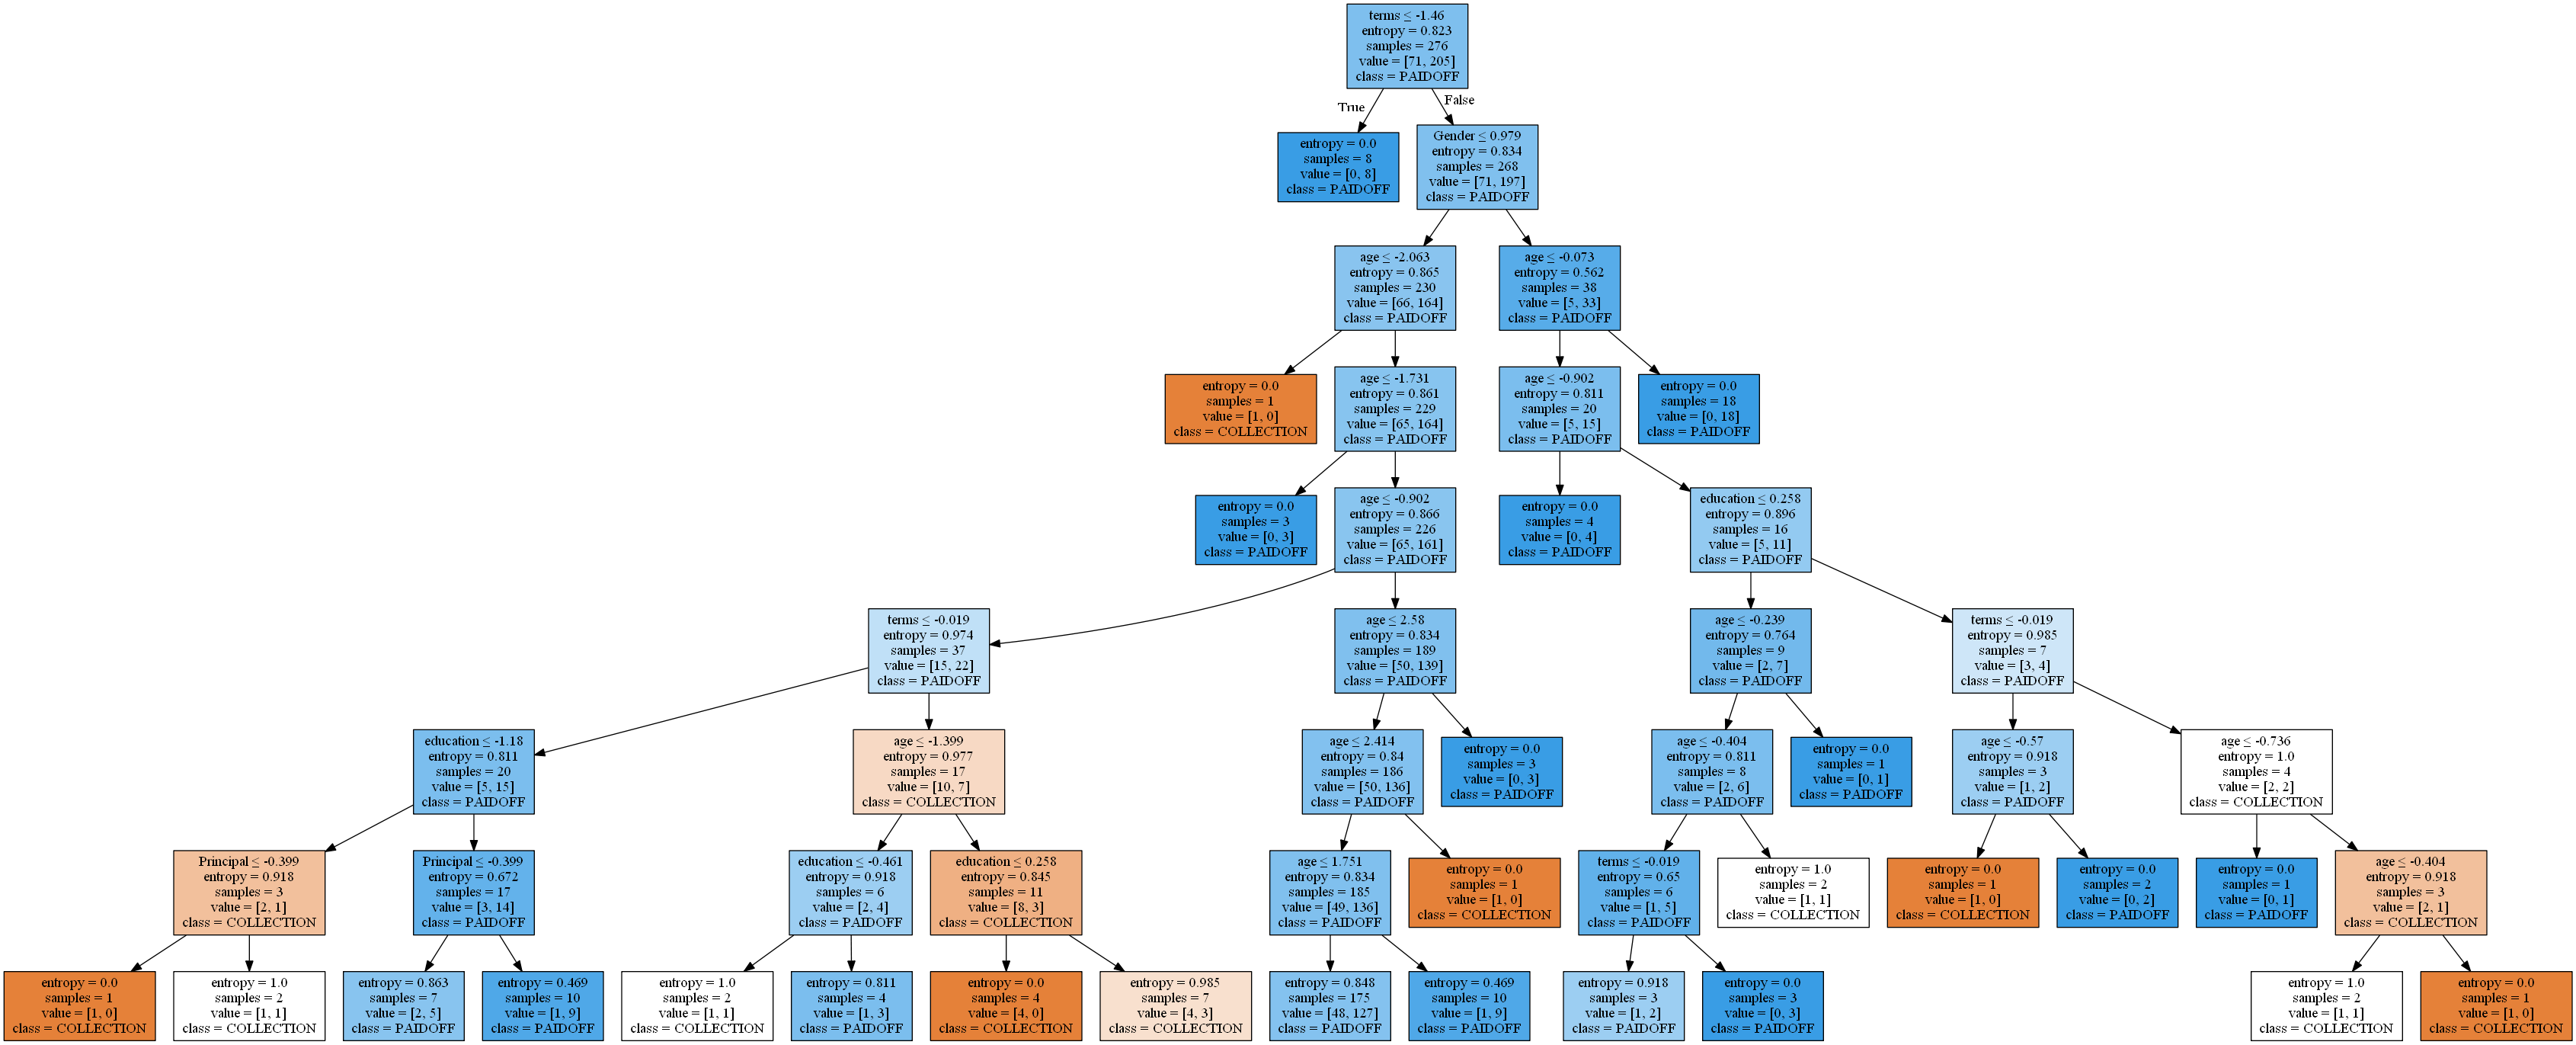 terms ≤ -1.46
entropy = 0.823
samples = 276
value = [71, 205]
class = PAIDOFF
True
False
entropy = 0.0
samples = 8
value = [0, 8]
class = PAIDOFF
Gender ≤ 0.979
entropy = 0.834
samples = 268
value = [71, 197]
class = PAIDOFF
age ≤ -2.063
entropy = 0.865
samples = 230
value = [66, 164]
class = PAIDOFF
age ≤ -0.073
entropy = 0.562
samples = 38
value = [5, 33]
class = PAIDOFF
entropy = 0.0
samples = 1
value = [1, 0]
class = COLLECTION
age ≤ -1.731
entropy = 0.861
samples = 229
value = [65, 164]
class = PAIDOFF
age ≤ -0.902
entropy = 0.811
samples = 20
value = [5, 15]
class = PAIDOFF
entropy = 0.0
samples = 18
value = [0, 18]
class = PAIDOFF
entropy = 0.0
samples = 3
value = [0, 3]
class = PAIDOFF
age ≤ -0.902
entropy = 0.866
samples = 226
value = [65, 161]
class = PAIDOFF
entropy = 0.0
samples = 4
value = [0, 4]
class = PAIDOFF
education ≤ 0.258
entropy = 0.896
samples = 16
value = [5, 11]
class = PAIDOFF
terms ≤ -0.019
entropy = 0.974
samples = 37
value = [15, 22]
class = PAIDOFF
age ≤ 2.58
entropy = 0.834
samples = 189
value = [50, 139]
class = PAIDOFF
age ≤ -0.239
entropy = 0.764
samples = 9
value = [2, 7]
class = PAIDOFF
terms ≤ -0.019
entropy = 0.985
samples = 7
value = [3, 4]
class = PAIDOFF
education ≤ -1.18
entropy = 0.811
samples = 20
value = [5, 15]
class = PAIDOFF
age ≤ -1.399
entropy = 0.977
samples = 17
value = [10, 7]
class = COLLECTION
age ≤ 2.414
entropy = 0.84
samples = 186
value = [50, 136]
class = PAIDOFF
entropy = 0.0
samples = 3
value = [0, 3]
class = PAIDOFF
age ≤ -0.404
entropy = 0.811
samples = 8
value = [2, 6]
class = PAIDOFF
entropy = 0.0
samples = 1
value = [0, 1]
class = PAIDOFF
age ≤ -0.57
entropy = 0.918
samples = 3
value = [1, 2]
class = PAIDOFF
age ≤ -0.736
entropy = 1.0
samples = 4
value = [2, 2]
class = COLLECTION
Principal ≤ -0.399
entropy = 0.918
samples = 3
value = [2, 1]
class = COLLECTION
Principal ≤ -0.399
entropy = 0.672
samples = 17
value = [3, 14]
class = PAIDOFF
education ≤ -0.461
entropy = 0.918
samples = 6
value = [2, 4]
class = PAIDOFF
education ≤ 0.258
entropy = 0.845
samples = 11
value = [8, 3]
class = COLLECTION
age ≤ 1.751
entropy = 0.834
samples = 185
value = [49, 136]
class = PAIDOFF
entropy = 0.0
samples = 1
value = [1, 0]
class = COLLECTION
terms ≤ -0.019
entropy = 0.65
samples = 6
value = [1, 5]
class = PAIDOFF
entropy = 1.0
samples = 2
value = [1, 1]
class = COLLECTION
entropy = 0.0
samples = 1
value = [1, 0]
class = COLLECTION
entropy = 0.0
samples = 2
value = [0, 2]
class = PAIDOFF
entropy = 0.0
samples = 1
value = [0, 1]
class = PAIDOFF
age ≤ -0.404
entropy = 0.918
samples = 3
value = [2, 1]
class = COLLECTION
entropy = 0.0
samples = 1
value = [1, 0]
class = COLLECTION
entropy = 1.0
samples = 2
value = [1, 1]
class = COLLECTION
entropy = 0.863
samples = 7
value = [2, 5]
class = PAIDOFF
entropy = 0.469
samples = 10
value = [1, 9]
class = PAIDOFF
entropy = 1.0
samples = 2
value = [1, 1]
class = COLLECTION
entropy = 0.811
samples = 4
value = [1, 3]
class = PAIDOFF
entropy = 0.0
samples = 4
value = [4, 0]
class = COLLECTION
entropy = 0.985
samples = 7
value = [4, 3]
class = COLLECTION
entropy = 0.848
samples = 175
value = [48, 127]
class = PAIDOFF
entropy = 0.469
samples = 10
value = [1, 9]
class = PAIDOFF
entropy = 0.918
samples = 3
value = [1, 2]
class = PAIDOFF
entropy = 0.0
samples = 3
value = [0, 3]
class = PAIDOFF
entropy = 1.0
samples = 2
value = [1, 1]
class = COLLECTION
entropy = 0.0
samples = 1
value = [1, 0]
class = COLLECTION